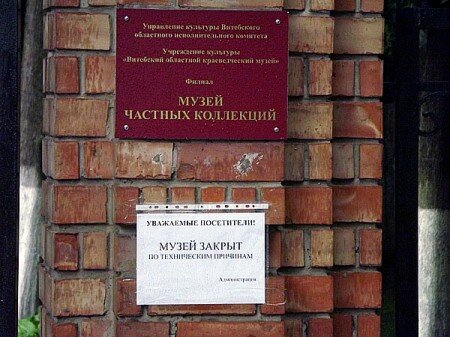 Управление культуры Витебского
областного исполнительного комитета
Учреждение культуры
«Витебский областной краеведческий музей»
Филиал
МУЗЕЙ
ЧАСТНЫХ КОЛЛЕКЦИЙ
УВАЖАЕМЫЕ ПОСЕТИТЕЛИ!
МУЗЕЙ ЗАКРЫТ
ПО ТЕХНИЧЕСКИМ ПРИЧИНАМ
Администрация